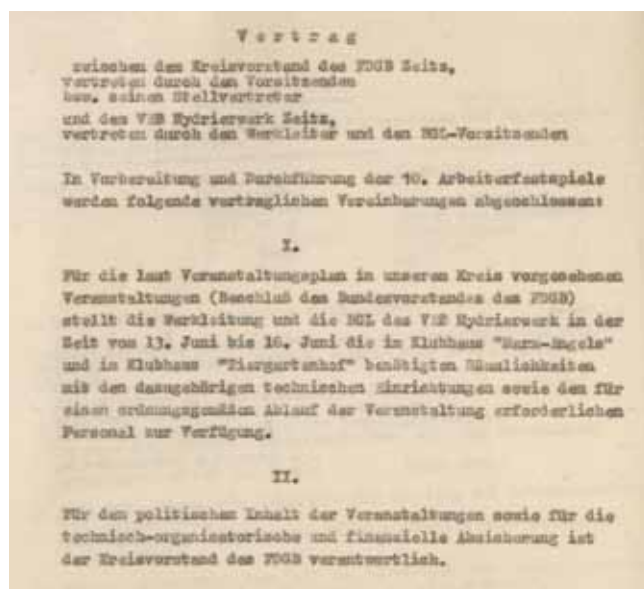 Vertrag
zwischen dem Kreisvorstand des FDGB Zeitz,
vertreten durch den Vorsitzenden
bzw. seinen Stellvertreter
und dem VEB Hydrierwerk Zeitz,
vertreten durch den Werkleiter und den BGL-Vorsitzenden
In Vorbereitung und Durchführung der 10. Arbeiterfestspiele
werden folgende vertraglichen Vereinbarungen abgeschlossen:
I.
Für die laut Veranstaltungsplan in unserem Kreis vorgesehenen
Veranstaltungen (Beschluß des Bundesvorstandes des FDGB)
stellt die Werkleitung und die BGL des VEB Hydrierwerk in der
Zeit vom 13. Juni bis 16. Juni die im Klubhaus "Marx-Engels"
und im Klubhaus "Tiergartenhof" benötigten Räumlichkeiten
mit den dazugehörigen technischen Einrichtungen sowie den für
einen ordnungsgemäßen Ablauf der Veranstaltung erforderlichen
Personal zur Verfügung.
II.
Für den politischen Inhalt der Veranstaltungen sowie für die
technisch-organisatorische und finanzielle Absicherung ist
der Kreisvorstand des FDGB verantwortlich.